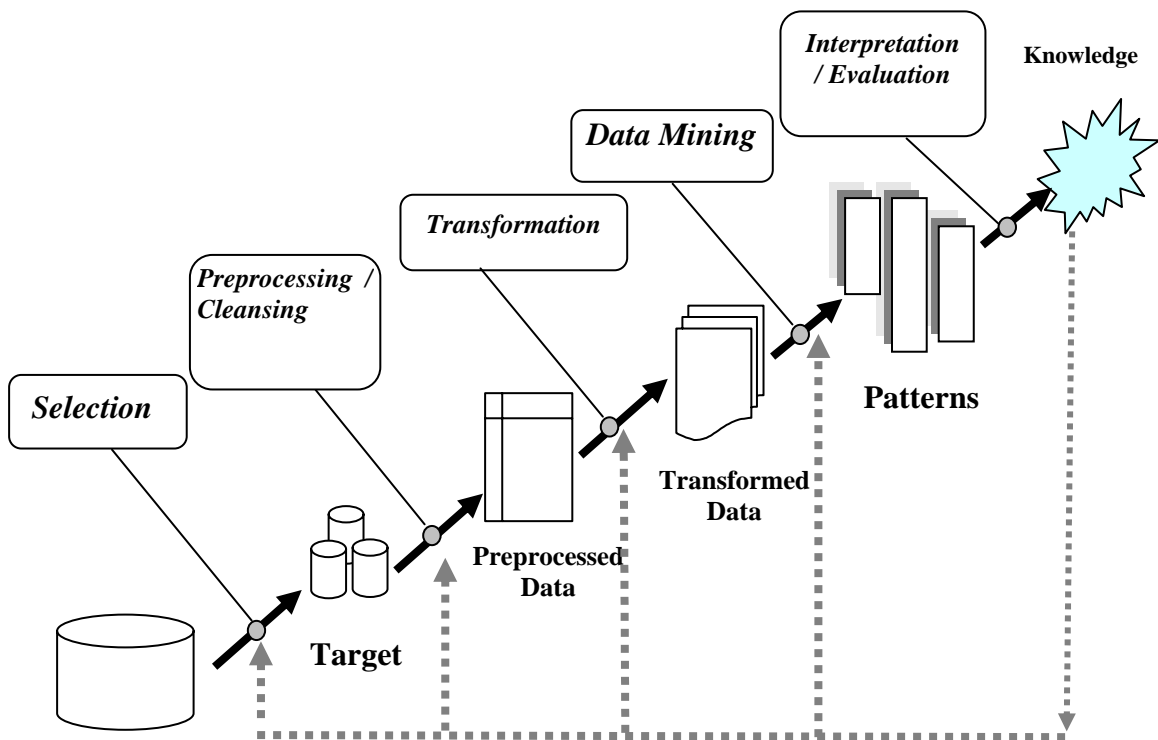 Interpretation
/ Evaluation
Knowledge
Data Mining
Transformation
Preprocessing /
Cleansing
Selection
Patterns
Transformed
Data
Preprocessed
Data
Target